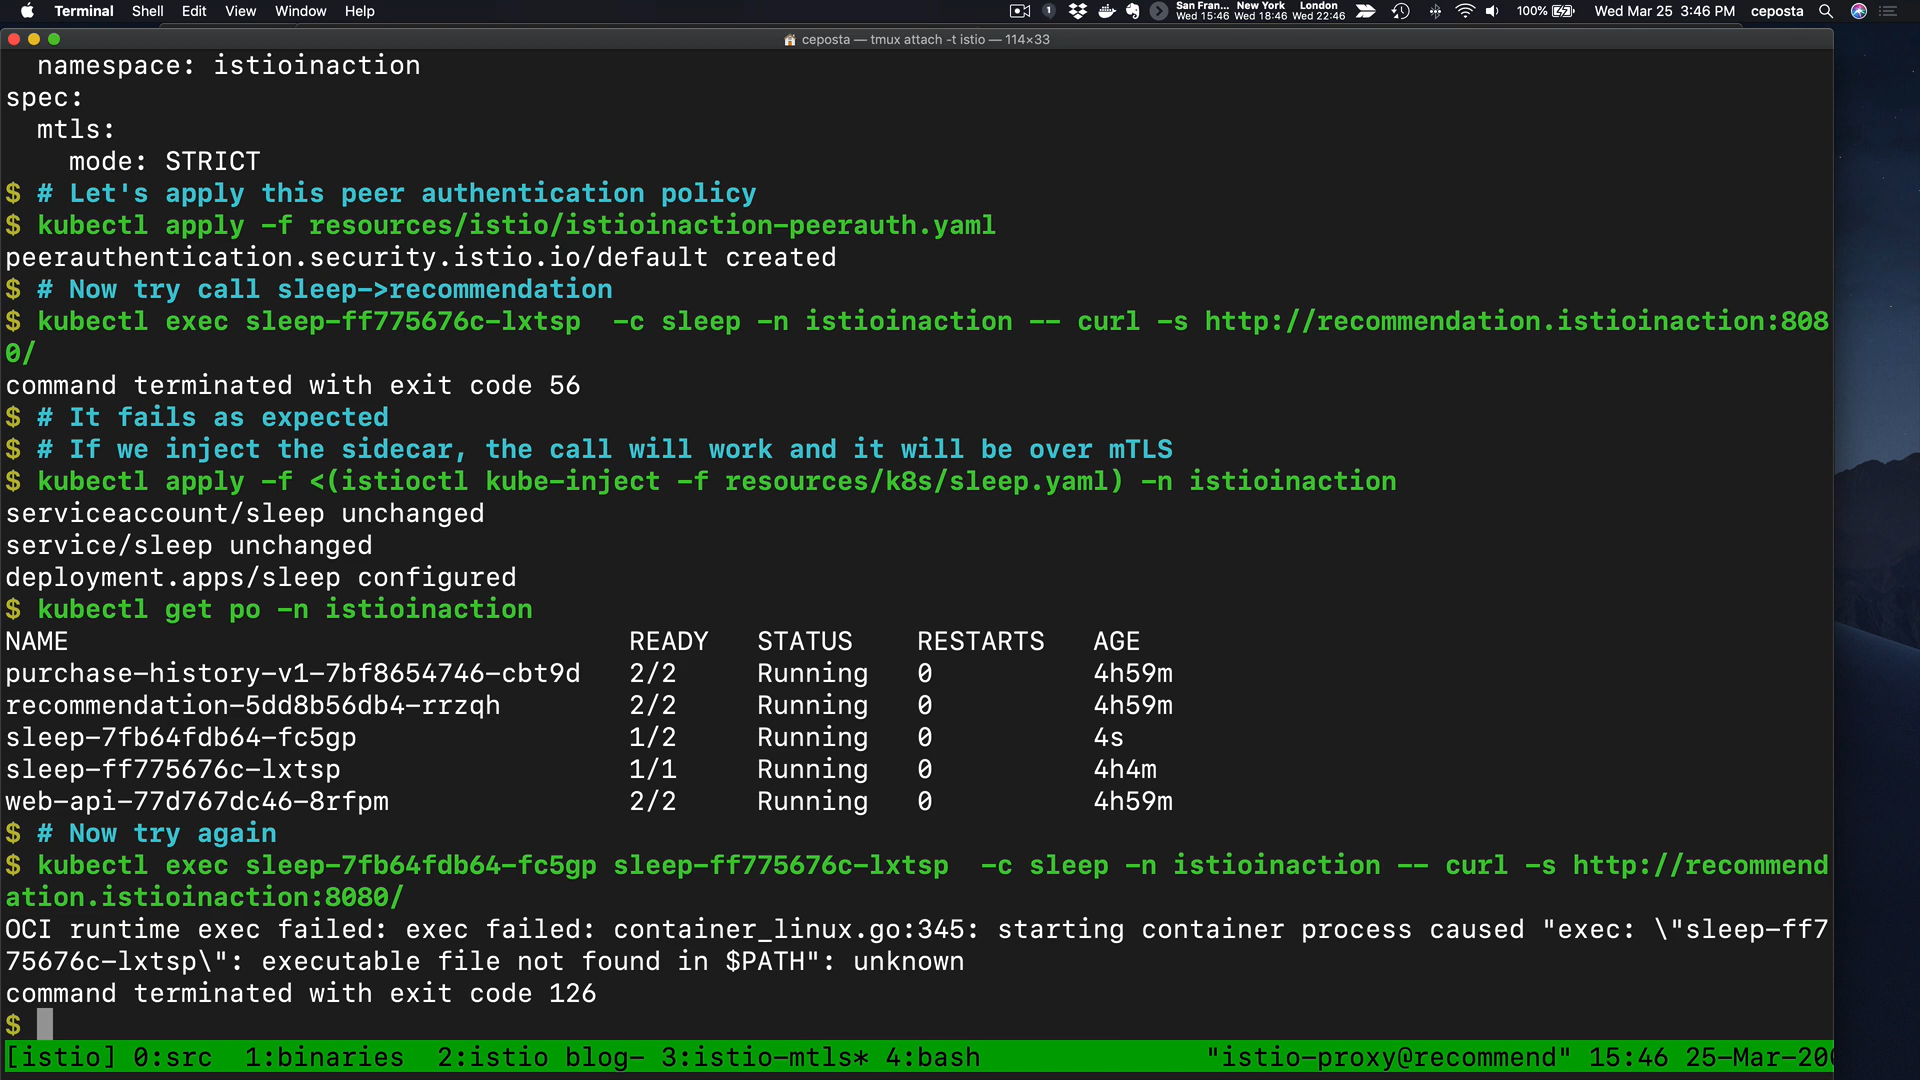 Terminal Shell Edit View Window Help
1 San Fran... New York London 100% Wed Mar 25 3:46 PM ceposta
Wed 15:46 Wed 18:46 Wed 22:46
ceposta — tmux attach -t istio — 114×33
namespace: istioinaction
spec:
mtls:
mode: STRICT
$ # Let's apply this peer authentication policy
$ kubectl apply -f resources/istio/istioinaction-peerauth.yaml
peerauthentication.security.istio.io/default created
$ # Now try call sleep->recommendation
$ kubectl exec sleep-ff775676c-lxtsp  -c sleep -n istioinaction -- curl -s http://recommendation.istioinaction:808
0/
command terminated with exit code 56
$ # It fails as expected
$ # If we inject the sidecar, the call will work and it will be over mTLS
$ kubectl apply -f <(istioctl kube-inject -f resources/k8s/sleep.yaml) -n istioinaction
serviceaccount/sleep unchanged
service/sleep unchanged
deployment.apps/sleep configured
$ kubectl get po -n istioinaction
NAME READY STATUS RESTARTS AGE
purchase-history-v1-7bf8654746-cbt9d 2/2 Running 0 4h59m
recommendation-5dd8b56db4-rrzqh 2/2 Running 0 4h59m
sleep-7fb64fdb64-fc5gp 1/2 Running 0 4s
sleep-ff775676c-lxtsp 1/1 Running 0 4h4m
web-api-77d767dc46-8rfpm 2/2 Running 0 4h59m
$ # Now try again
$ kubectl exec sleep-7fb64fdb64-fc5gp sleep-ff775676c-lxtsp  -c sleep -n istioinaction -- curl -s http://recommend
ation.istioinaction:8080/
OCI runtime exec failed: exec failed: container_linux.go:345: starting container process caused "exec: \"sleep-ff7
75676c-lxtsp\": executable file not found in $PATH": unknown
command terminated with exit code 126
$
[istio] 0:src 1:binaries 2:istio blog- 3:istio-mtls* 4:bash "istio-proxy@recommend" 15:46 25-Mar-20